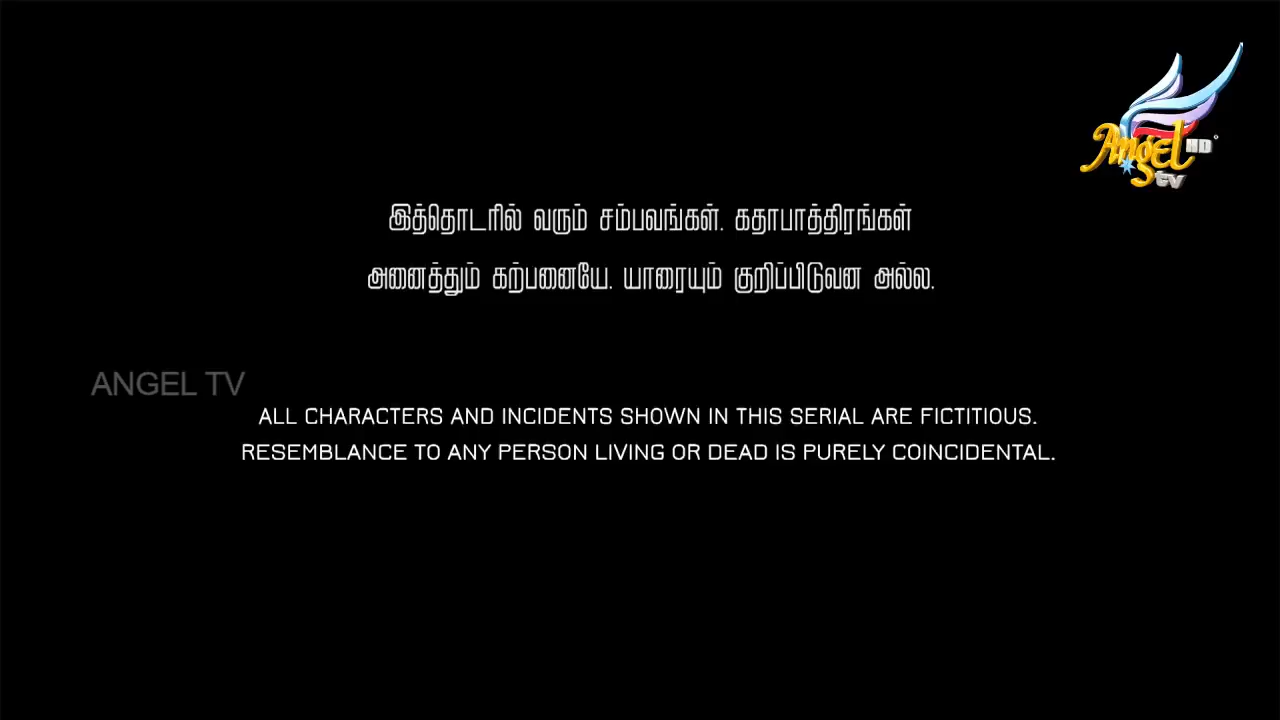 Angel HD
tv
இத்தொடரில் வரும் சம்பவங்கள். கதாபாத்திரங்கள்
அனைத்தும் கற்பனையே. யாரையும் குறிப்பிடுவன அல்ல.
ANGEL TV
ALL CHARACTERS AND INCIDENTS SHOWN IN THIS SERIAL ARE FICTITIOUS.
RESEMBLANCE TO ANY PERSON LIVING OR DEAD IS PURELY COINCIDENTAL.